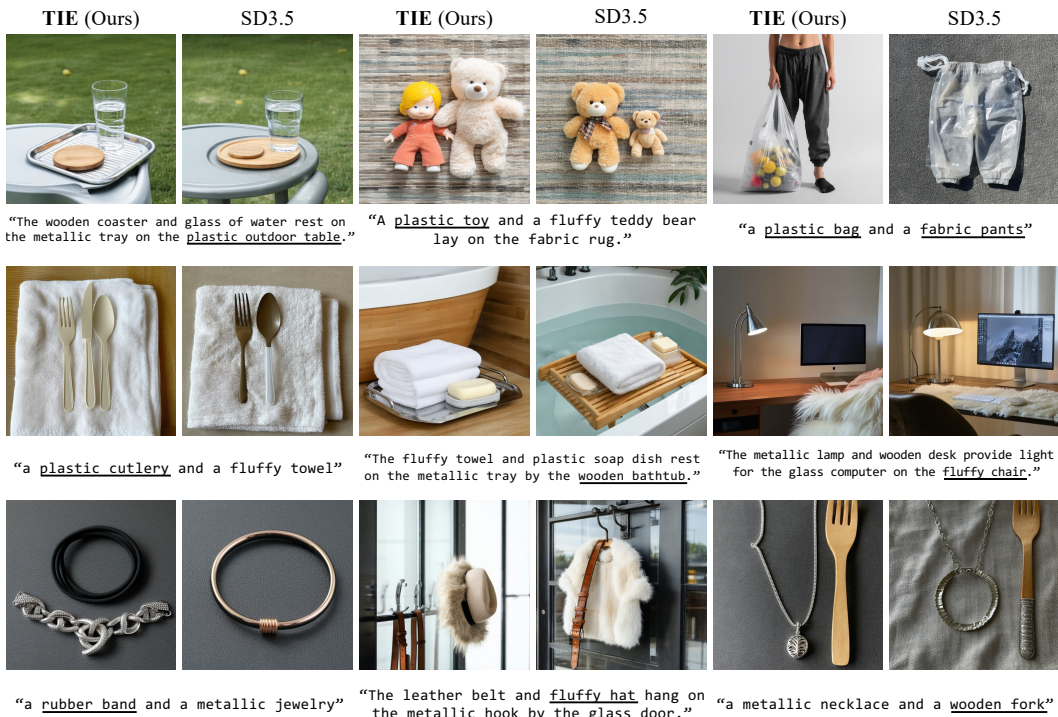 TIE (Ours) SD3.5 TIE (Ours) SD3.5 TIE (Ours) SD3.5
“The wooden coaster and glass of water rest on
the metallic tray on the plastic outdoor table.”
“A plastic toy and a fluffy teddy bear
lay on the fabric rug.”
“a plastic bag and a fabric pants”
“a plastic cutlery and a fluffy towel”
“The fluffy towel and plastic soap dish rest
on the metallic tray by the wooden bathtub.”
“The metallic lamp and wooden desk provide light
for the glass computer on the fluffy chair.”
“a rubber band and a metallic jewelry”
“The leather belt and fluffy hat hang on
the metallic hook by the glass door.”
“a metallic necklace and a wooden fork”